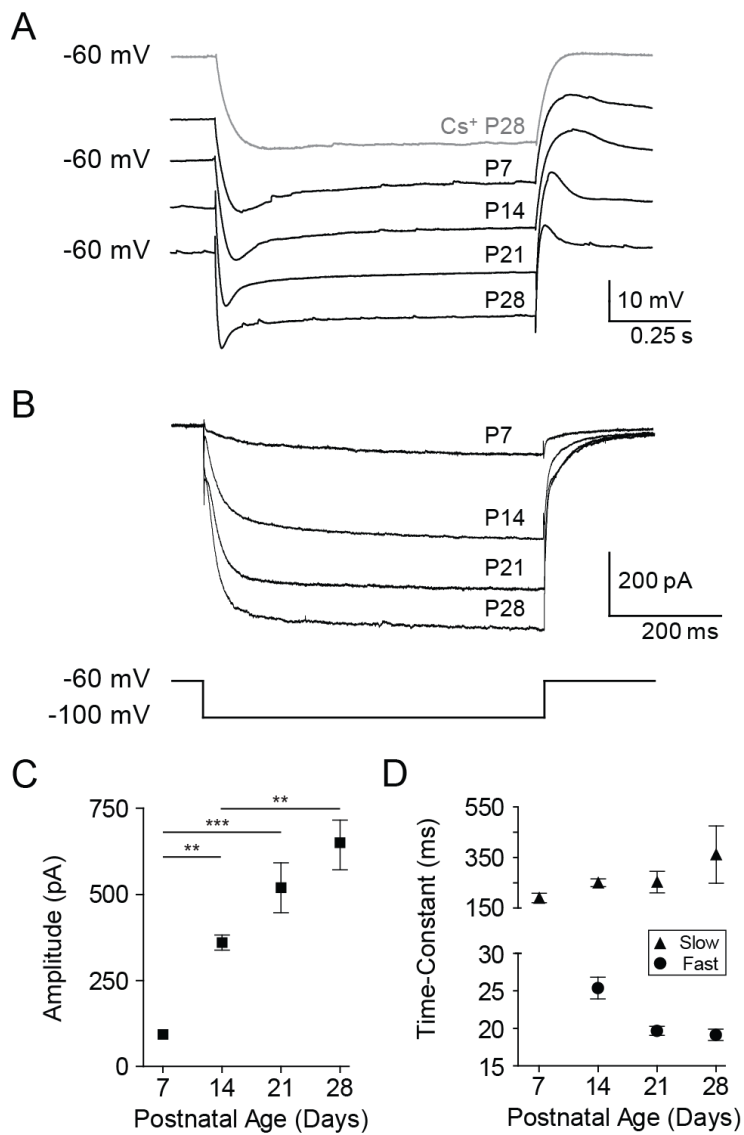 A
-60 mV
Cs+ P28
P7
-60 mV
P14
P21
-60 mV
P28
10 mV
0.25 s
B
P7
P14
P21
200 pA
P28
200 ms
-60 mV
-100 mV
C
D
750
**
***
**
500
250
0
Amplitude (pA)
7 14 21 28
Postnatal Age (Days)
550
350
150
30
25
20
15
Time-Constant (ms)
Slow
Fast
7 14 21 28
Postnatal Age (Days)